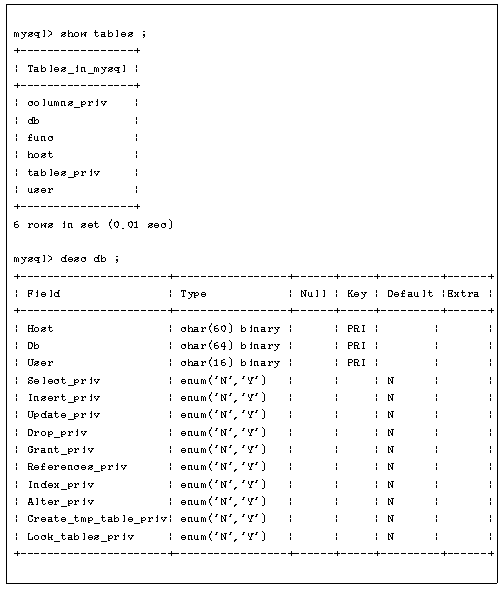 mysql> show tables ;
+----------------+
| Tables_in_mysql |
+----------------+
| columns_priv |
| db |
| func |
| host |
| tables_priv |
| user |
+----------------+
6 rows in set (0.01 sec)
mysql> desc db ;
+---------------------+----------------+------+-----+---------+------+
| Field | Type | Null | Key | Default |Extra |
+---------------------+----------------+------+-----+---------+------+
| Host | char(60) binary | | PRI | | |
| Db | char(64) binary | | PRI | | |
| User | char(16) binary | | PRI | | |
| Select_priv | enum('N','Y') | | | N | |
| Insert_priv | enum('N','Y') | | | N | |
| Update_priv | enum('N','Y') | | | N | |
| Drop_priv | enum('N','Y') | | | N | |
| Grant_priv | enum('N','Y') | | | N | |
| References_priv | enum('N','Y') | | | N | |
| Index_priv | enum('N','Y') | | | N | |
| Alter_priv | enum('N','Y') | | | N | |
| Create_tmp_table_priv| enum('N','Y') | | | N | |
| Lock_tables_priv | enum('N','Y') | | | N | |
+---------------------+----------------+------+-----+---------+------+